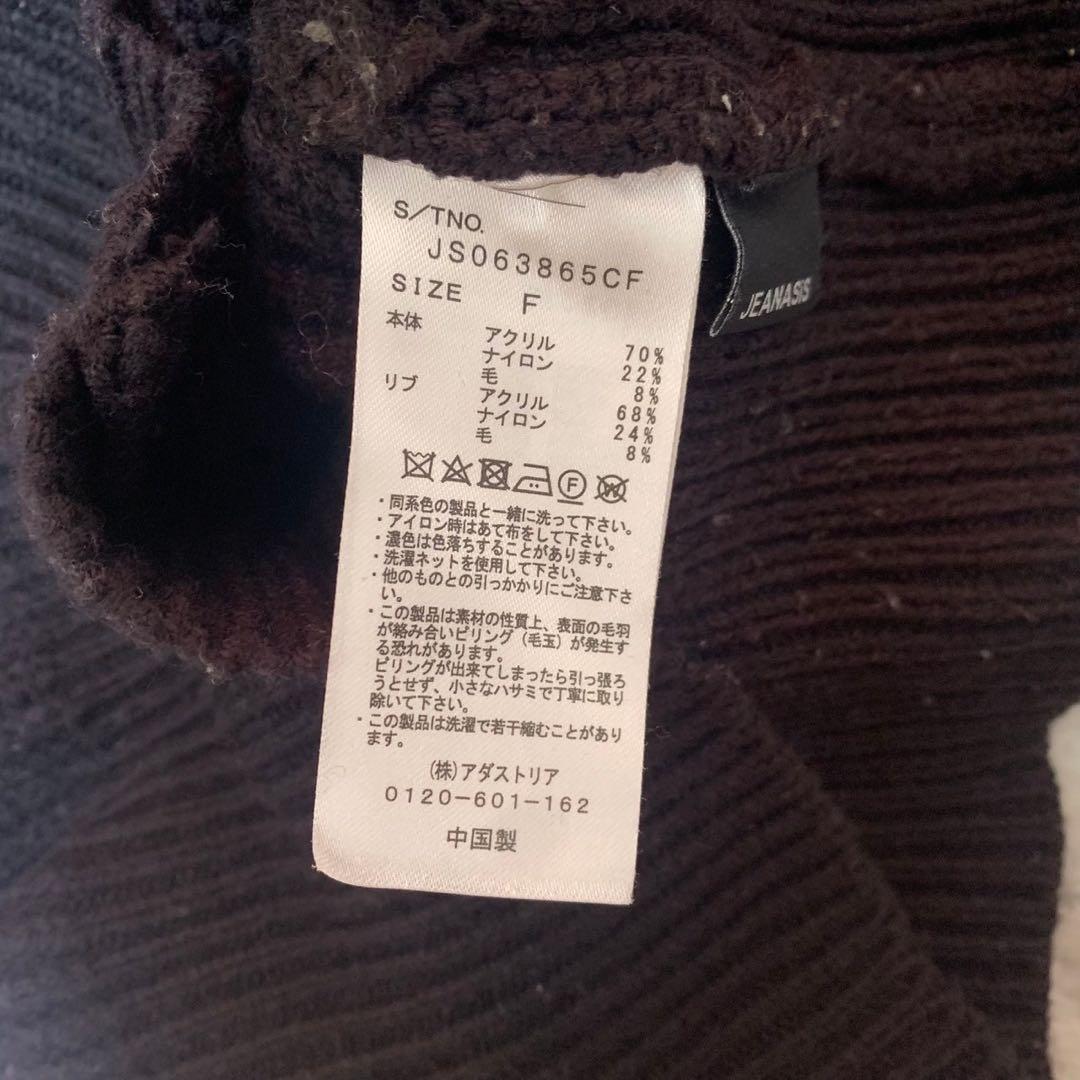 S/TNO.
JS063865CF
SIZE F
本体 アクリル 70%
ナイロン 22%
毛 8%
リブ アクリル 68%
ナイロン 24%
毛 8%
F W
・同系色の製品と一緒に洗って下さい。
・アイロン時はあて布をして下さい。
・濃色は色落ちすることがあります。
・洗濯ネットを使用して下さい。
・他のものとの引っかかりにご注意下さ
い。
・この製品は素材の性質上、表面の毛羽
が絡み合いピリング(毛玉)が発生す
る恐れがあります。
ピリングが出来てしまったら引っ張ろ
うとせず、小さなハサミで丁寧に取り
除いて下さい。
・この製品は洗濯で若干縮むことがあり
ます。
(株)アダストリア
0120-601-162
中国製
JEANASIS